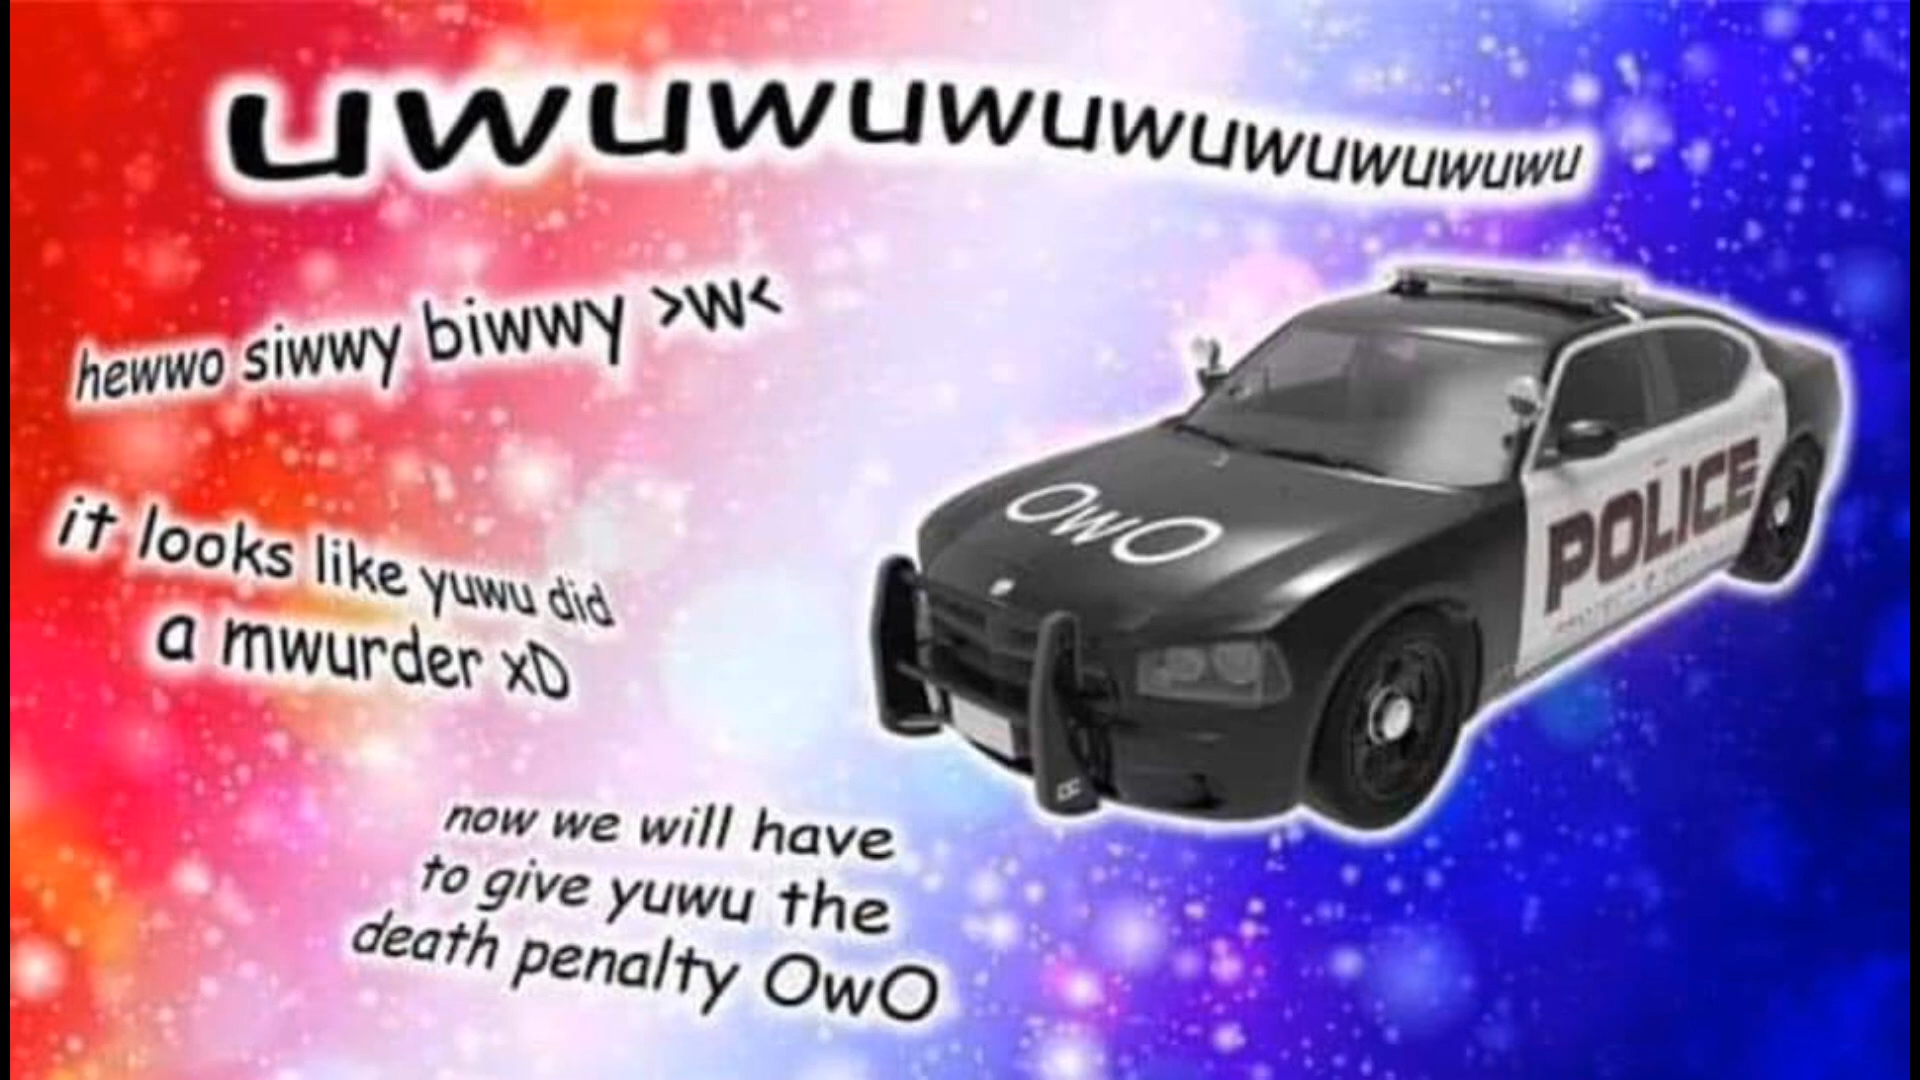 uwuwuwuwuwuwuwuwuwu
hewwo siwwy biwwy >w<
OwO
POLICE
it looks like yuwu did
a mwurder xD
now we will have
to give yuwu the
death penalty OwO